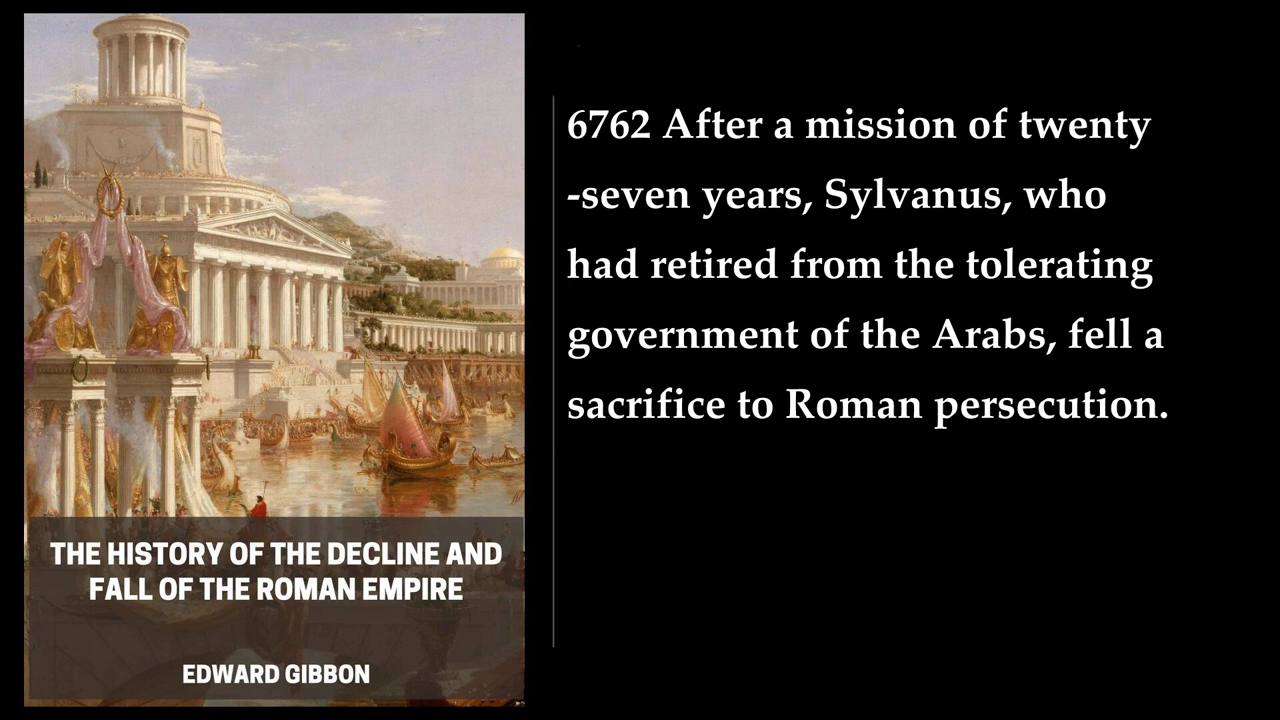 6762 After a mission of twenty
-seven years, Sylvanus, who
had retired from the tolerating
government of the Arabs, fell a
sacrifice to Roman persecution.
THE HISTORY OF THE DECLINE AND
FALL OF THE ROMAN EMPIRE
EDWARD GIBBON